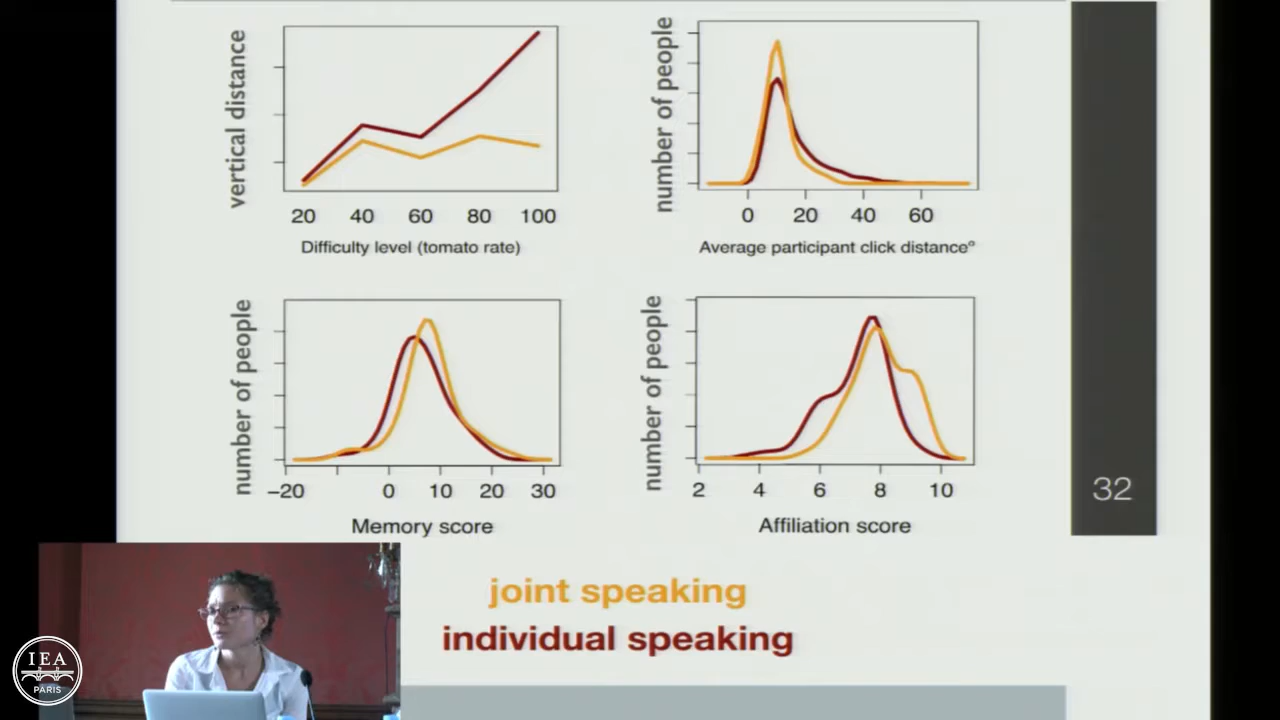 vertical distance
20 40 60 80 100
Difficulty level (tomato rate)
number of people
0 20 40 60
Average participant click distance°
number of people
−20 0 10 20 30
Memory score
number of people
2 4 6 8 10
Affiliation score
32
joint speaking
individual speaking
IEA
PARIS